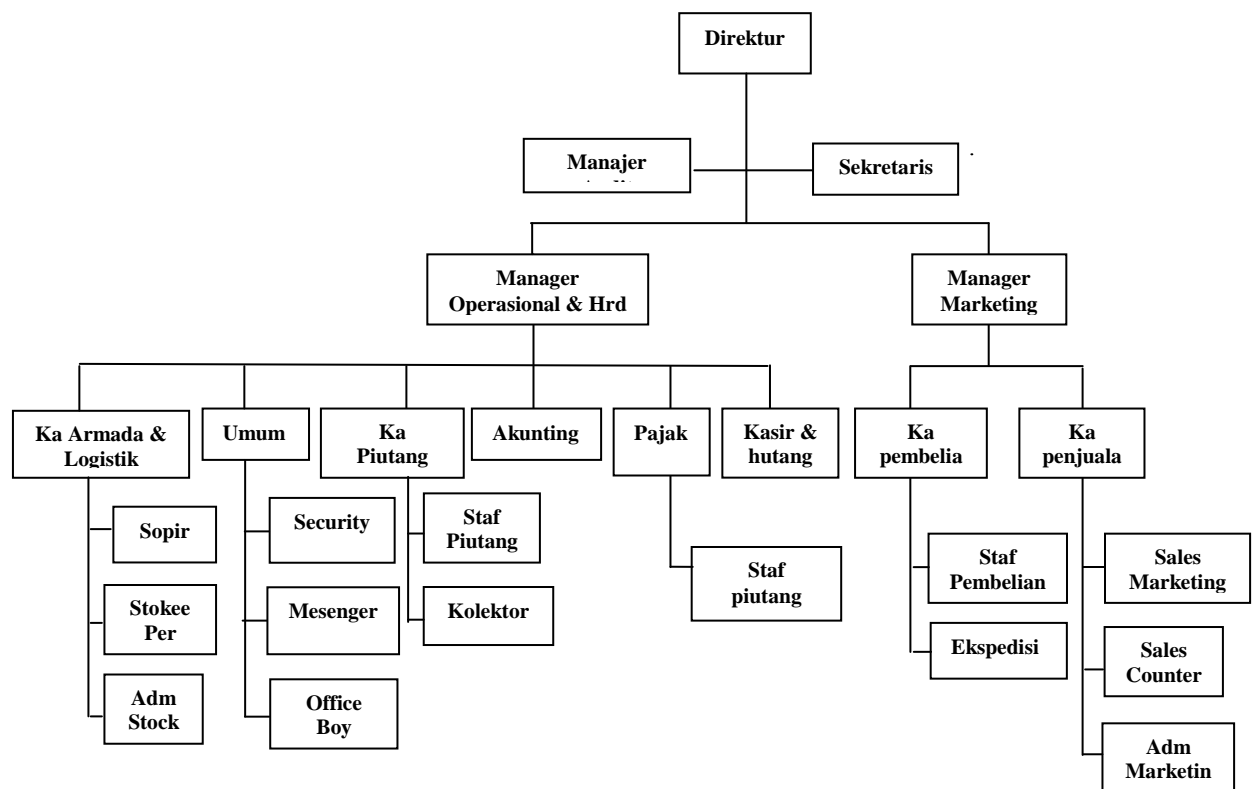 Direktur
Manajer
Sekretaris
Manager
Operasional & Hrd
Manager
Marketing
Ka Armada &
Logistik
Umum
Ka
Piutang
Akunting
Pajak
Kasir &
hutang
Ka
pembelia
Ka
penjuala
Sopir
Security
Staf
Piutang
Staf
piutang
Staf
Pembelian
Sales
Marketing
Stokee
Per
Mesenger
Kolektor
Ekspedisi
Sales
Counter
Adm
Stock
Office
Boy
Adm
Marketin